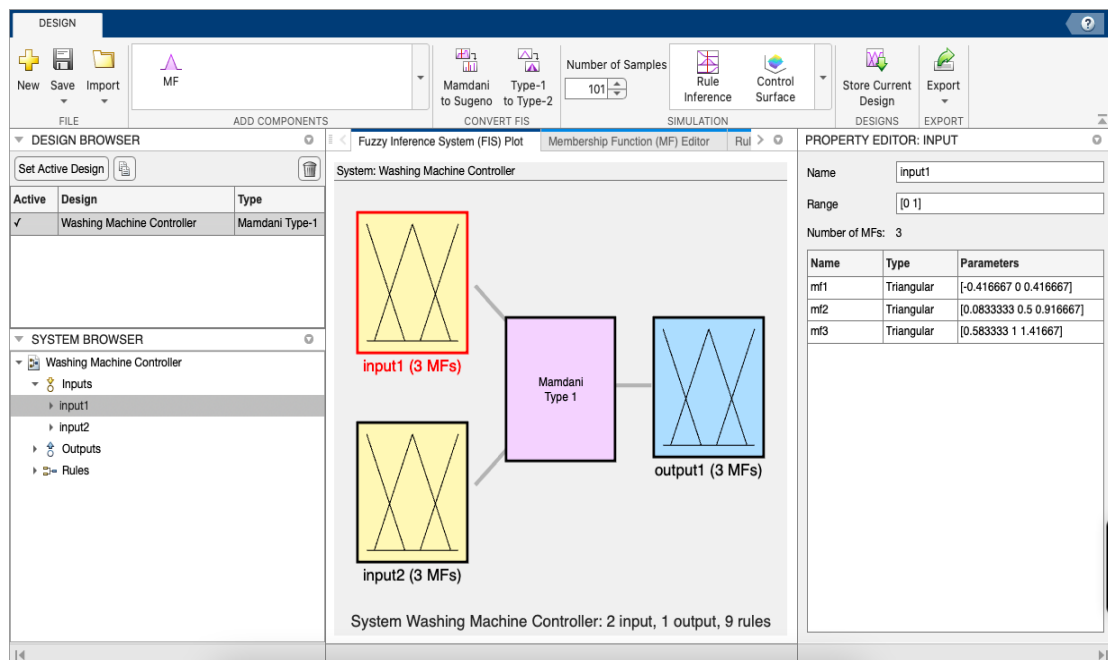 DESIGN
?
New
Save
Import
MF
Mamdani
to Sugeno
Type-1
to Type-2
Number of Samples
101
Rule
Inference
Control
Surface
Store Current
Design
Export
FILE
ADD COMPONENTS
CONVERT FIS
SIMULATION
DESIGNS
EXPORT
DESIGN BROWSER
Set Active Design
Active Design Type
✓ Washing Machine Controller Mamdani Type-1
SYSTEM BROWSER
Washing Machine Controller
Inputs
input1
input2
Outputs
Rules
Fuzzy Inference System (FIS) Plot
Membership Function (MF) Editor
Rul
System: Washing Machine Controller
input1 (3 MFs)
Mamdani
Type 1
output1 (3 MFs)
input2 (3 MFs)
System Washing Machine Controller: 2 input, 1 output, 9 rules
PROPERTY EDITOR: INPUT
Name input1
Range [0 1]
Number of MFs: 3
Name Type Parameters
mf1 Triangular [-0.416667 0 0.416667]
mf2 Triangular [0.0833333 0.5 0.916667]
mf3 Triangular [0.583333 1 1.41667]